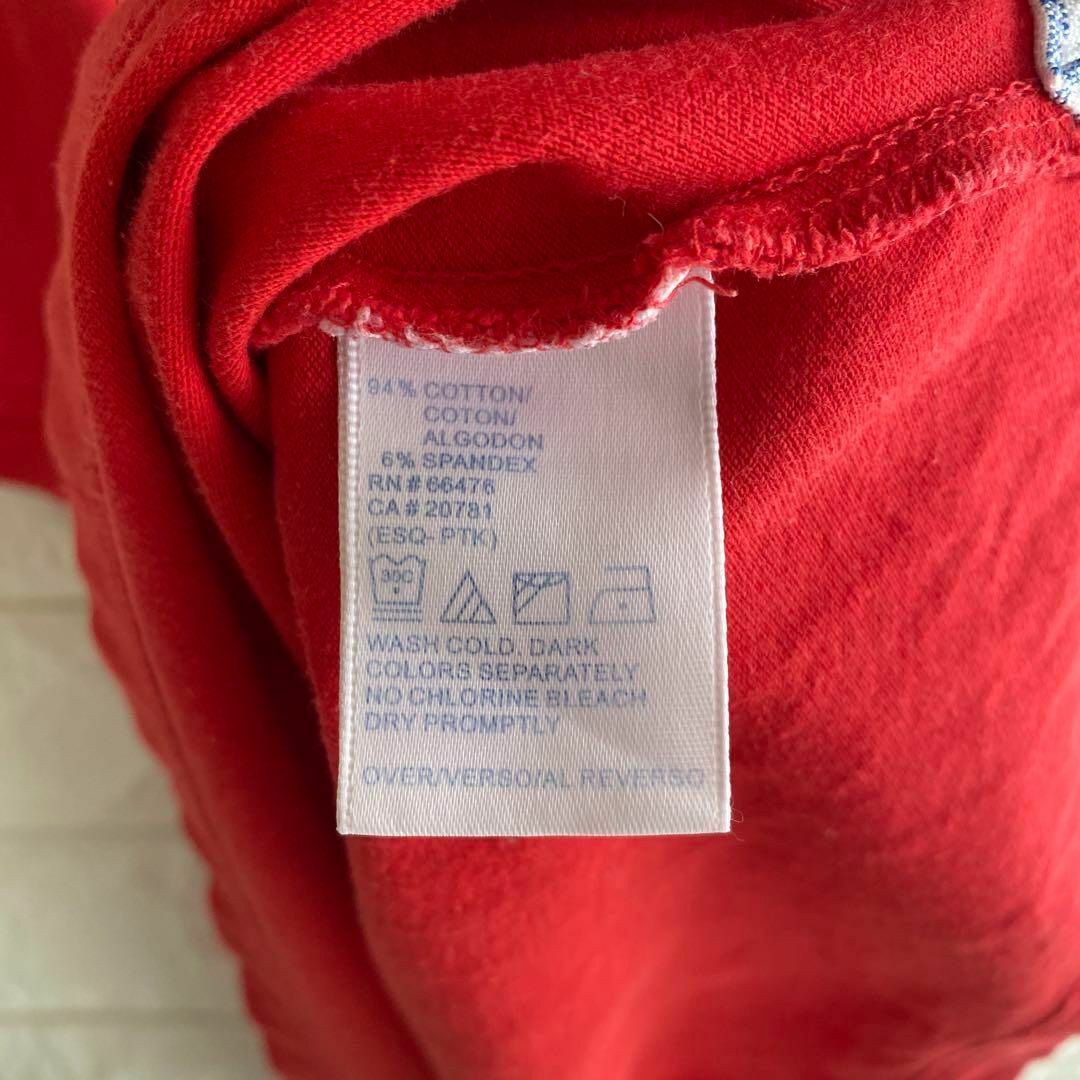 94% COTTON/
COTON/
ALGODON
6% SPANDEX
RN # 66476
CA # 20781
(ESQ- PTK)
30C
WASH COLD. DARK
COLORS SEPARATELY
NO CHLORINE BLEACH
DRY PROMPTLY
OVER/VERSO/AL REVERSO